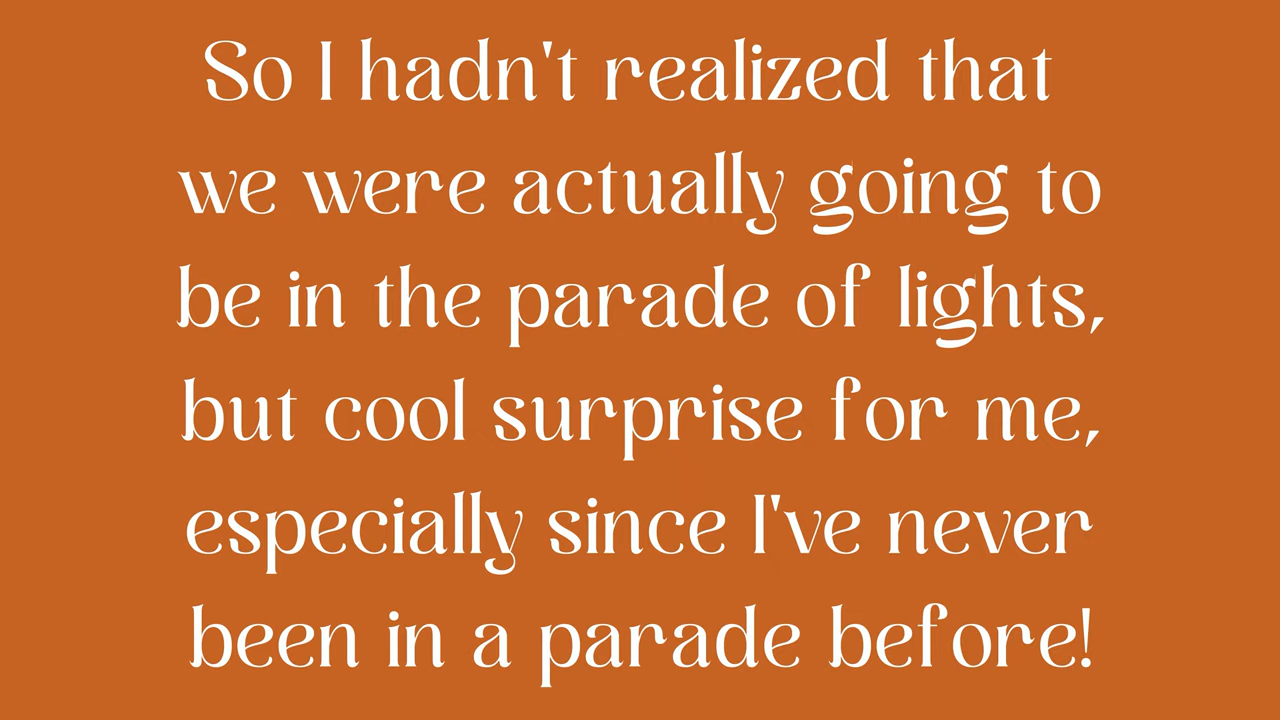 So I hadn't realized that
we were actually going to
be in the parade of lights,
but cool surprise for me,
especially since I've never
been in a parade before!